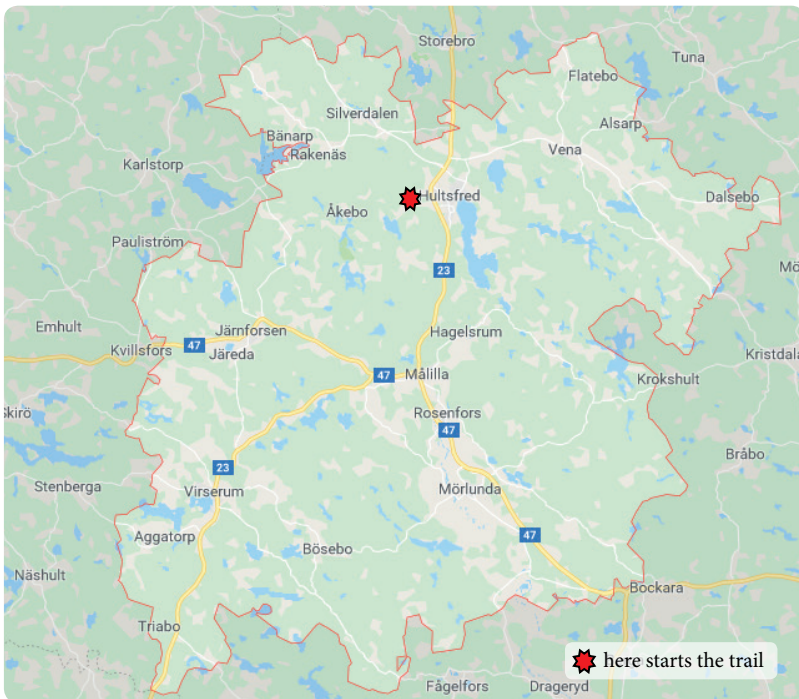 Storebro
Tuna
Flatebo
Silverdalen
Alsarp
Bänarp
Rakenäs
Vena
Karlstorp
Hultsfred
Dalsebo
Åkebo
Pauliström
23
Mö
Emhult
Järnforsen
Hagelsrum
47
Kvillsfors
Järeda
Kristdala
47
Målilla
Krokshult
Skirö
Rosenfors
47
Bråbo
23
Stenberga
Virserum
Mörlunda
Aggatorp
47
Bösebo
Näshult
Bockara
Triabo
here starts the trail
Fågelfors
Drageryd